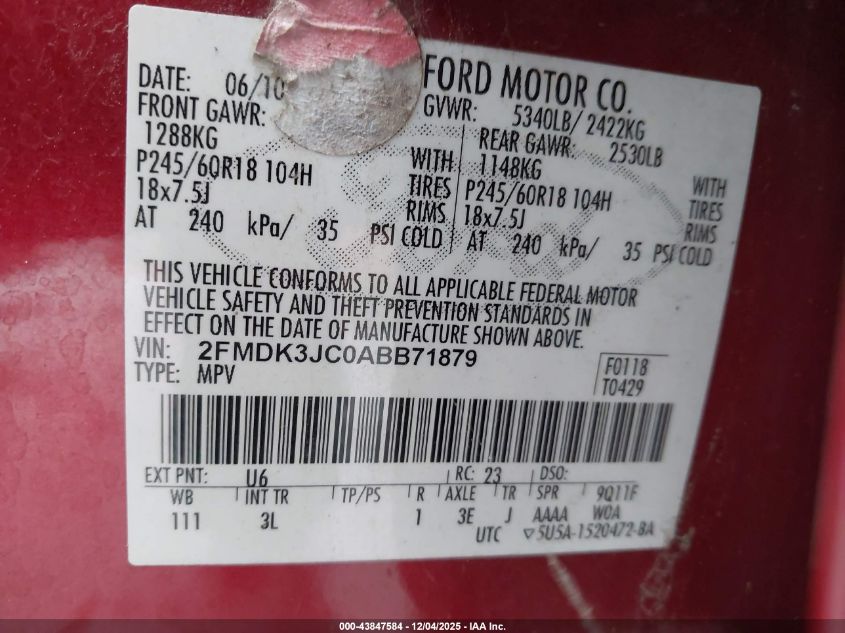 DATE: 06/10
FORD MOTOR CO.
FRONT GAWR:
GVWR: 5340LB/ 2422KG
1288KG
REAR GAWR: 2530LB
P245/60R18 104H WITH
1148KG WITH
18x7.5J TIRES
P245/60R18 104H TIRES
RIMS
18x7.5J RIMS
AT 240 kPa/ 35 PSI COLD
AT 240 kPa/ 35 PSI COLD
THIS VEHICLE CONFORMS TO ALL APPLICABLE FEDERAL MOTOR
VEHICLE SAFETY AND THEFT PREVENTION STANDARDS IN
EFFECT ON THE DATE OF MANUFACTURE SHOWN ABOVE.
VIN: 2FMDK3JC0ABB71879
TYPE: MPV
F0118
T0429
EXT PNT: U6 RC: 23 DSO:
WB INT TR TP/PS R AXLE TR SPR 9Q11F
111 3L 1 3E J AAAA WOA
UTC ▽5U5A-1520472-BA
000-43847584 | 12/04/2025 - IAA Inc.